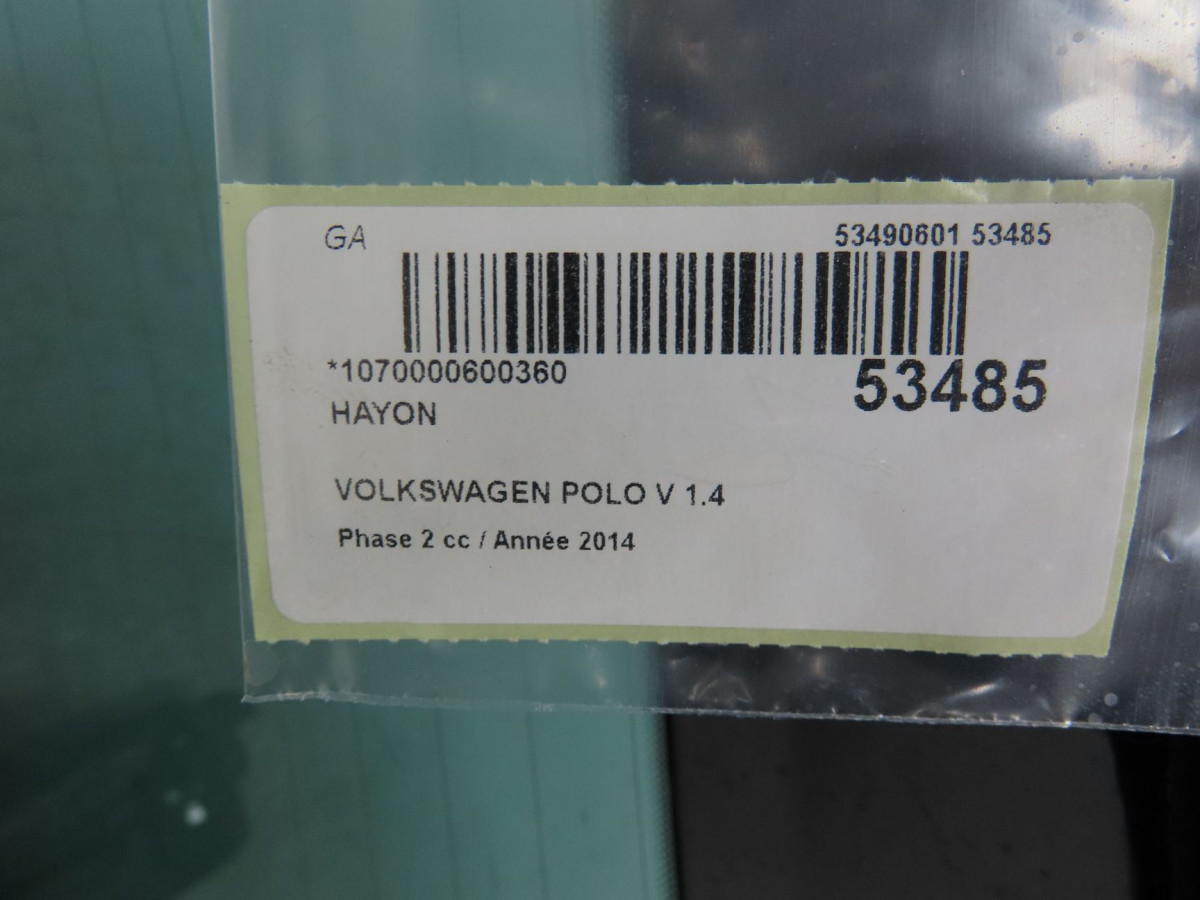 GA 53490601 53485
*1070000600360
53485
HAYON
VOLKSWAGEN POLO V 1.4
Phase 2 cc / Année 2014